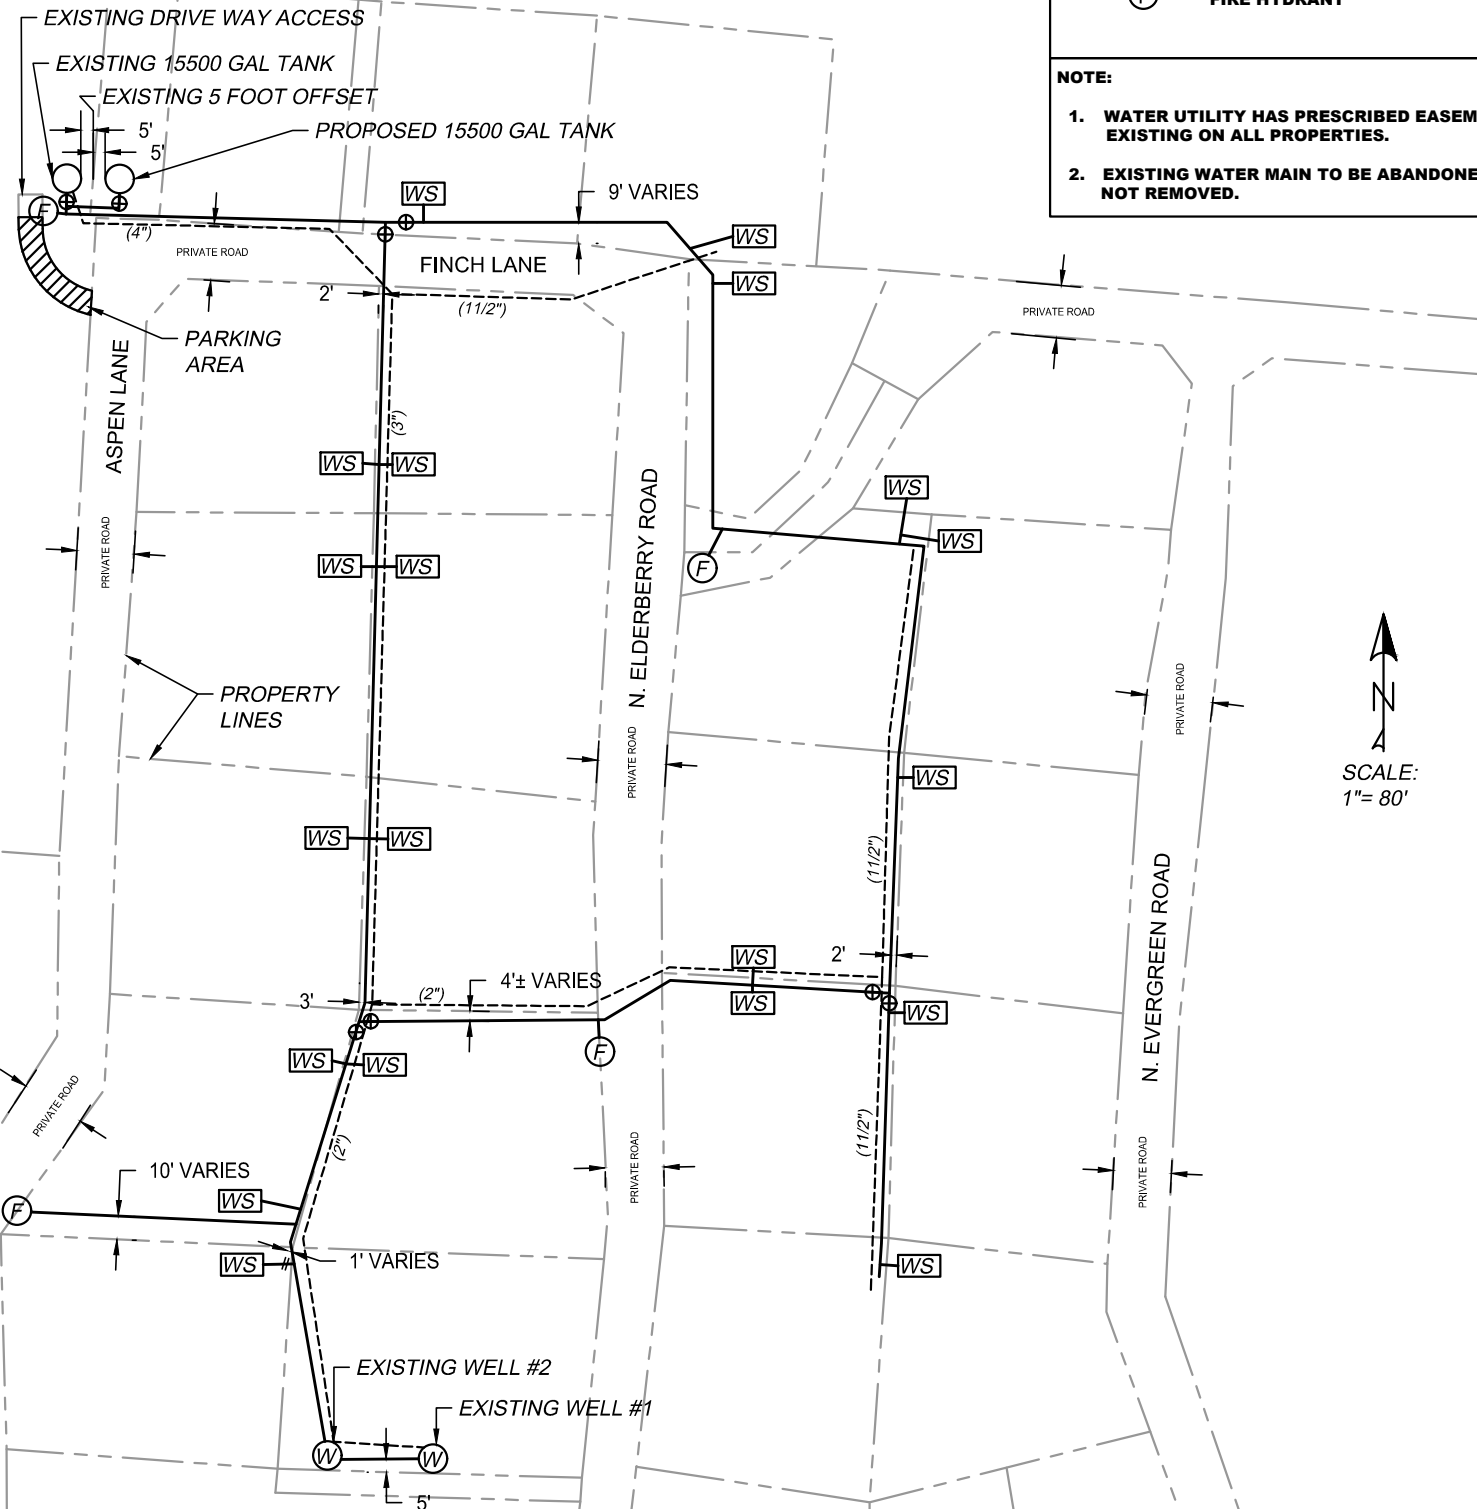 EXISTING DRIVE WAY ACCESS
EXISTING 15500 GAL TANK
EXISTING 5 FOOT OFFSET
5'
PROPOSED 15500 GAL TANK
5'
FIRE HYDRANT
NOTE:
1. WATER UTILITY HAS PRESCRIBED EASEM
EXISTING ON ALL PROPERTIES.
2. EXISTING WATER MAIN TO BE ABANDONE
NOT REMOVED.
WS
9' VARIES
F
(4")
PRIVATE ROAD
FINCH LANE
WS
WS
2'
(11/2")
PRIVATE ROAD
PARKING
AREA
ASPEN LANE
(3")
WS
WS
WS
WS
PRIVATE ROAD
WS
WS
F
N. ELDERBERRY ROAD
PROPERTY
LINES
PRIVATE ROAD
PRIVATE ROAD
N
SCALE:
1"= 80'
WS
WS
WS
(11/2")
N. EVERGREEN ROAD
3'
(2")
4'± VARIES
WS
WS
2'
WS
F
WS
WS
PRIVATE ROAD
(2")
(11/2")
PRIVATE ROAD
PRIVATE ROAD
10' VARIES
WS
F
WS
1' VARIES
WS
EXISTING WELL #2
EXISTING WELL #1
W
W
5'